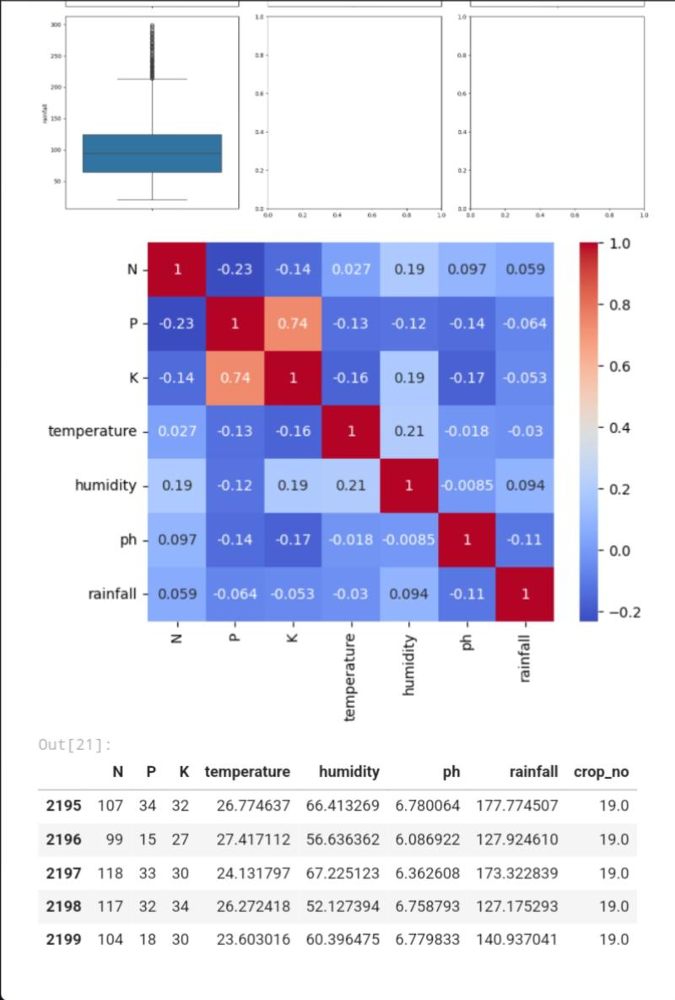 300
250
200
150
100
50
rainfall
1.0
0.8
0.6
0.4
0.2
0.0
0.0 0.2 0.4 0.6 0.8 1.0
1.0
0.8
0.6
0.4
0.2
0.0
0.0 0.2 0.4 0.6 0.8 1.0
N 1 -0.23 -0.14 0.027 0.19 0.097 0.059
P -0.23 1 0.74 -0.13 -0.12 -0.14 -0.064
K -0.14 0.74 1 -0.16 0.19 -0.17 -0.053
temperature 0.027 -0.13 -0.16 1 0.21 -0.018 -0.03
humidity 0.19 -0.12 0.19 0.21 1 -0.0085 0.094
ph 0.097 -0.14 -0.17 -0.018 -0.0085 1 -0.11
rainfall 0.059 -0.064 -0.053 -0.03 0.094 -0.11 1
N P K temperature humidity ph rainfall
1.0
0.8
0.6
0.4
0.2
0.0
−0.2
Out[21]:
N P K temperature humidity ph rainfall crop_no
2195 107 34 32 26.774637 66.413269 6.780064 177.774507 19.0
2196 99 15 27 27.417112 56.636362 6.086922 127.924610 19.0
2197 118 33 30 24.131797 67.225123 6.362608 173.322839 19.0
2198 117 32 34 26.272418 52.127394 6.758793 127.175293 19.0
2199 104 18 30 23.603016 60.396475 6.779833 140.937041 19.0